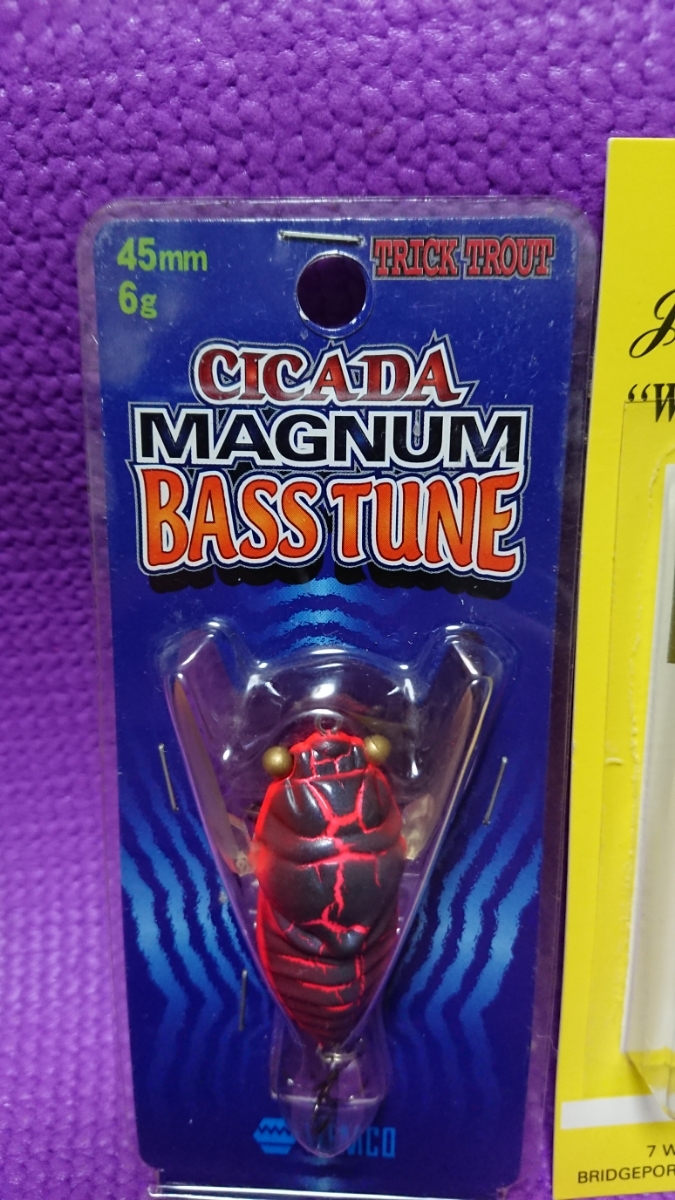 45mm
6g
TRICK TROUT
CICADA
MAGNUM
BASS TUNE
"W
7 W
BRIDGEPOR